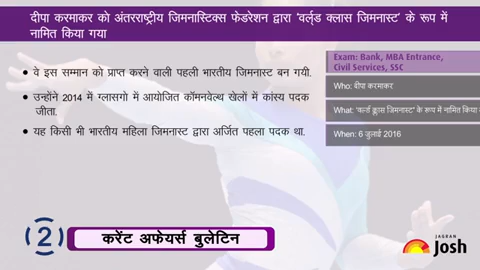 दीपा करमाकर को अंतरराष्ट्रीय जिमनास्टिक्स फेडरेशन द्वारा 'वर्ल्ड क्लास जिमनास्ट' के रूप में
नामित किया गया
• वे इस सम्मान को प्राप्त करने वाली पहली भारतीय जिमनास्ट बन गयी.
• उन्होंने 2014 में ग्लासगो में आयोजित कॉमनवेल्थ खेलों में कांस्य पदक
जीता.
• यह किसी भी भारतीय महिला जिमनास्ट द्वारा अर्जित पहला पदक था.
Exam: Bank, MBA Entrance,
Civil Services, SSC
Who: दीपा करमाकर
What: 'वर्ल्ड क्लास जिमनास्ट' के रूप में नामित किया
When: 6 जुलाई 2016
2
करेंट अफेयर्स बुलेटिन
JAGRAN
Josh